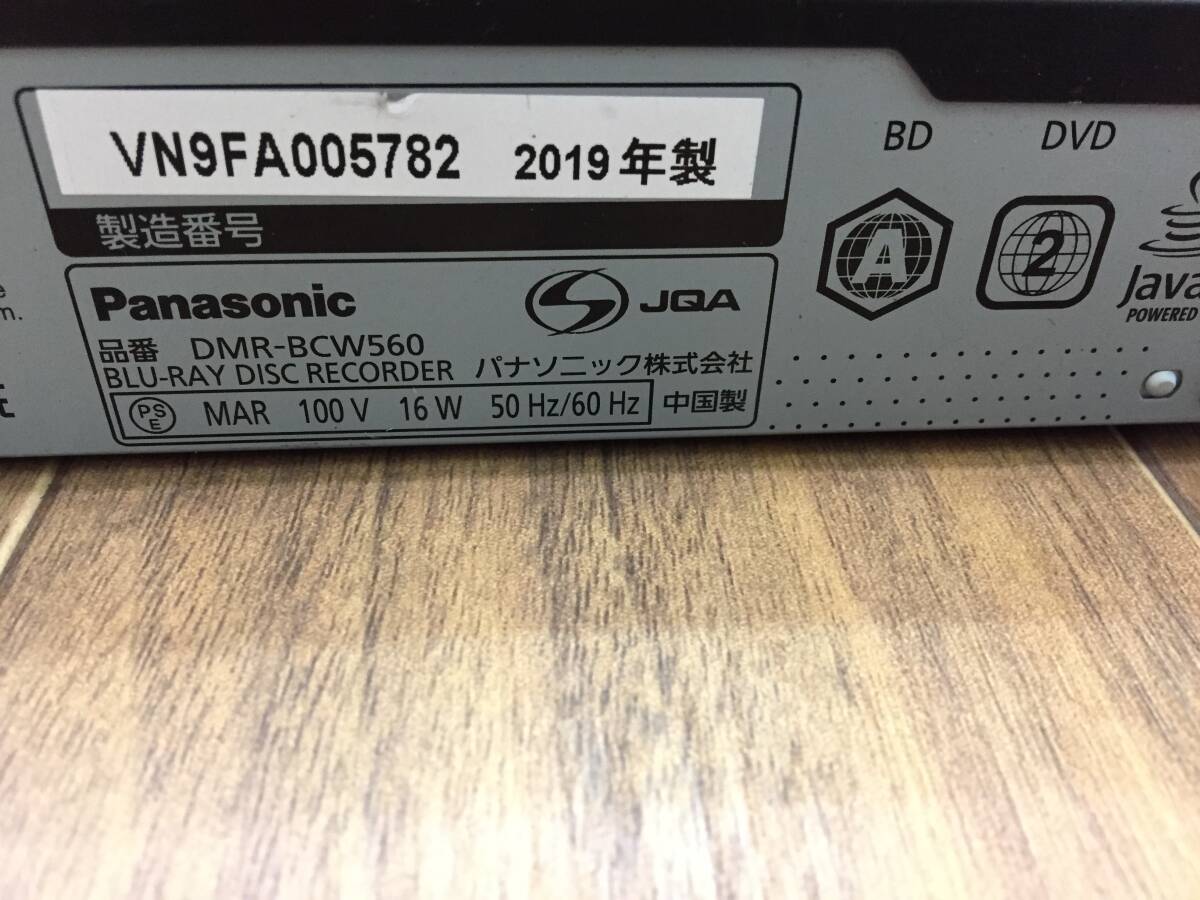 VN9FA005782 2019年製
製造番号
Panasonic
JQA
品番 DMR-BCW560
BLU-RAY DISC RECORDER パナソニック株式会社
PS E MAR 100 V 16 W 50 Hz/60 Hz 中国製
BD DVD
A 2
Java
POWERED
e
m.